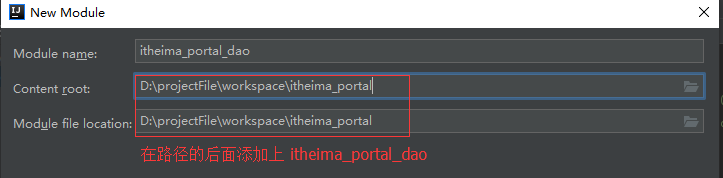 New Module
Module name: itheima_portal_dao
Content root: D:\projectFile\workspace\itheima_portal
Module file location: D:\projectFile\workspace\itheima_portal
在路径的后面添加上 itheima_portal_dao